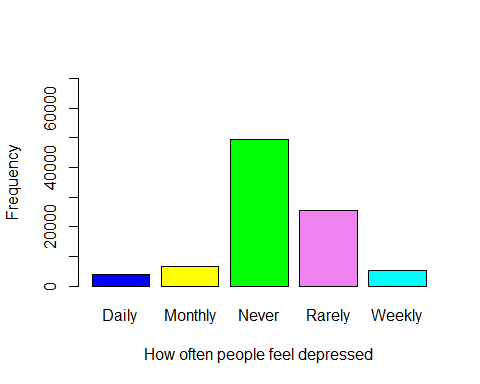 Frequency
60000
40000
20000
0
Daily Monthly Never Rarely Weekly
How often people feel depressed